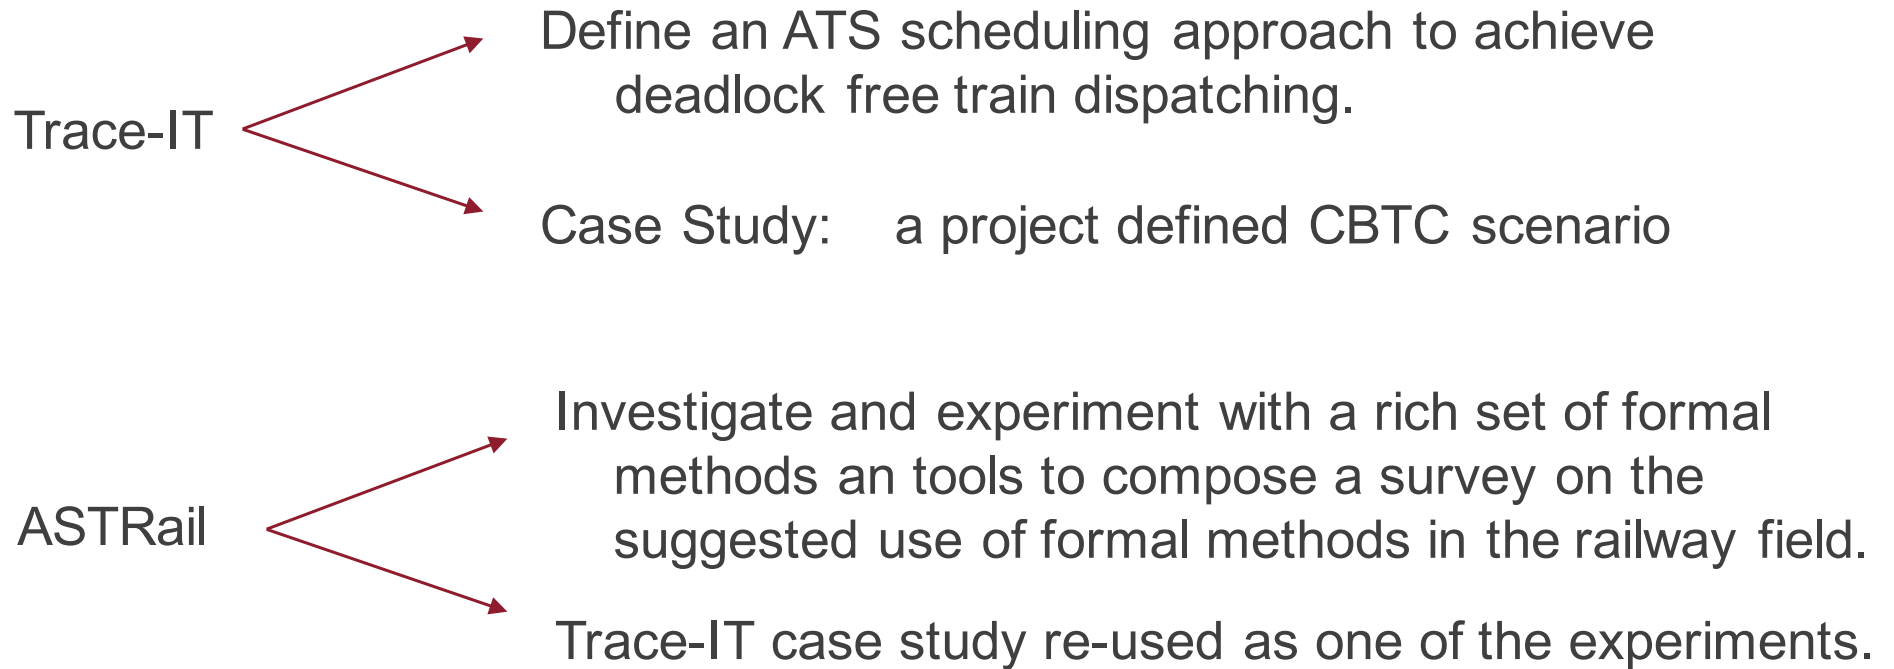 Define an ATS scheduling approach to achieve
deadlock free train dispatching.
Trace-IT
Case Study: a project defined CBTC scenario
Investigate and experiment with a rich set of formal
methods an tools to compose a survey on the
suggested use of formal methods in the railway field.
ASTRail
Trace-IT case study re-used as one of the experiments.